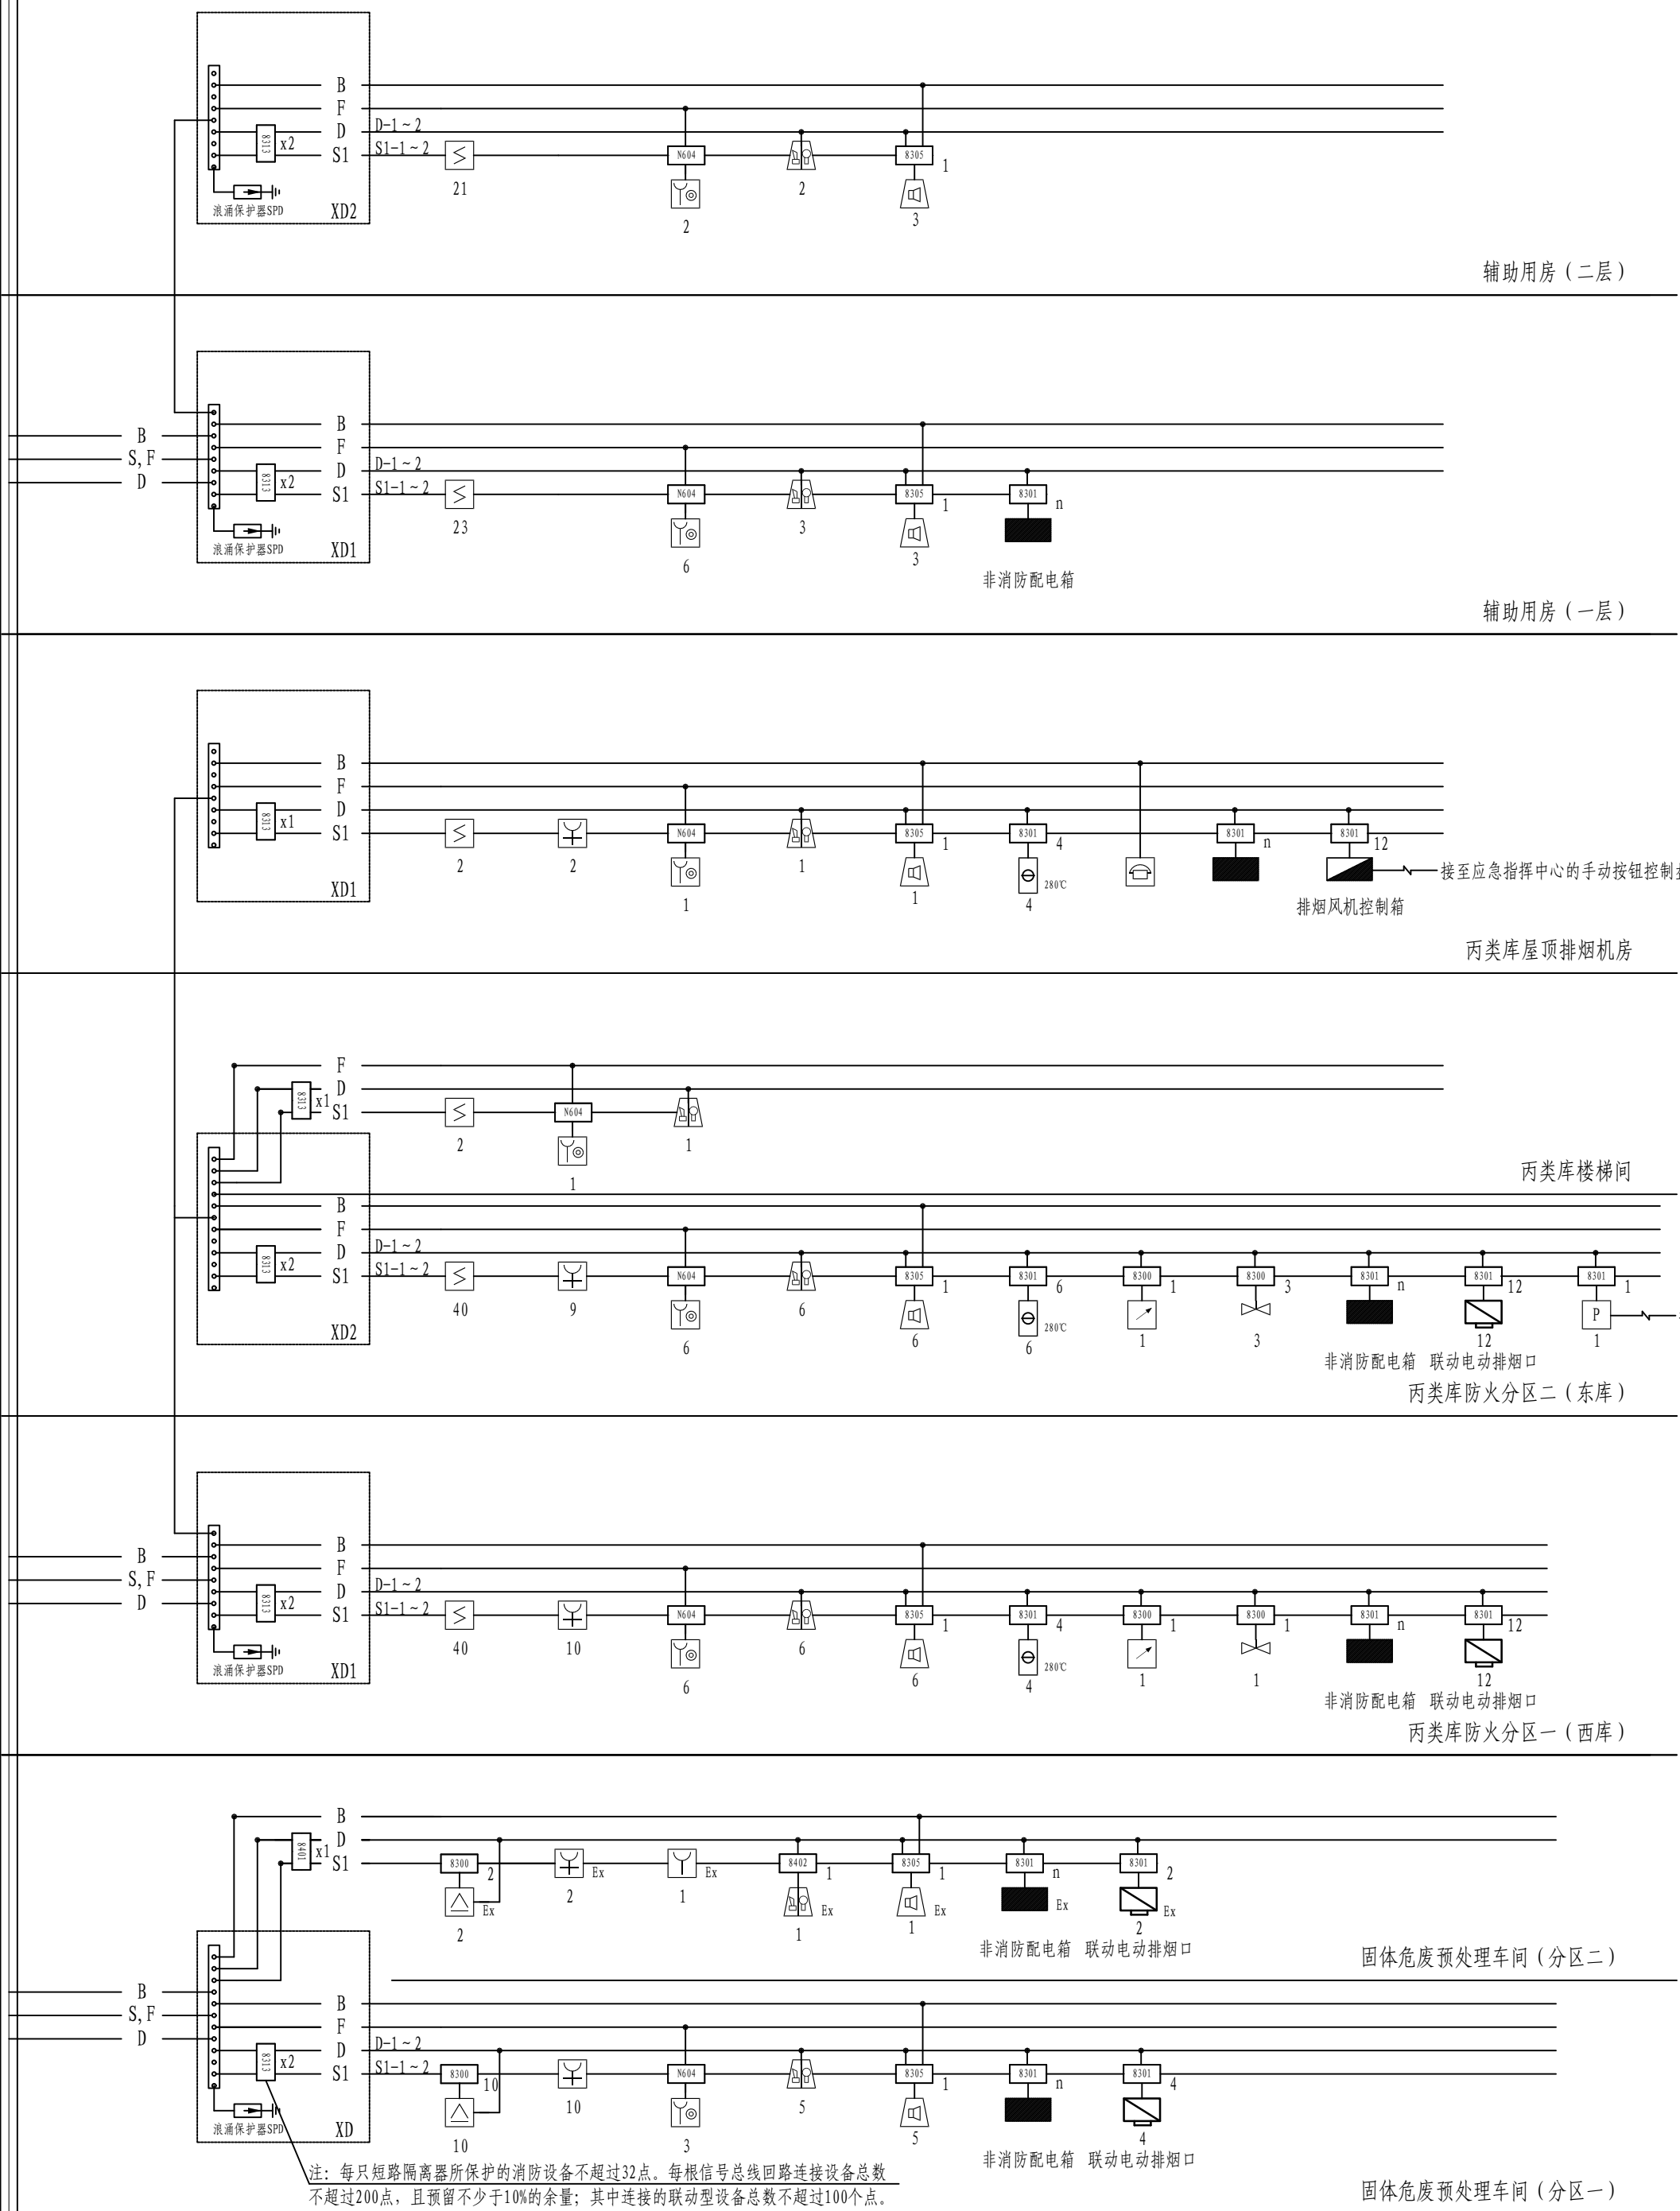 B
F
D
D-1~2
8313
x2
S1
S1-1~2
N604
8305
1
21
2
2
3
浪涌保护器SPD
XD2
辅助用房(二层)
B
B
F
S,F
D
D-1~2
D
8313
x2
S1
S1-1~2
N604
8305
1
8301
n
23
6
3
3
浪涌保护器SPD
XD1
非消防配电箱
辅助用房(一层)
B
F
D
8313
x1
S1
N604
8305
1
8301
4
8301
n
8301
12
2
2
1
1
1
280℃
4
接至应急指挥中心的手动按钮控制
XD1
排烟风机控制箱
丙类库屋顶排烟机房
F
D
8313
x1
S1
N604
2
1
1
丙类库楼梯间
B
F
D
D-1~2
8313
x2
S1
S1-1~2
N604
8305
1
8301
6
8300
1
8300
3
8301
n
8301
12
8301
1
40
9
6
6
6
280℃
6
1
3
12
P
1
XD2
非消防配电箱 联动电动排烟口
丙类库防火分区二(东库)
B
B
F
S,F
D
D-1~2
D
8313
x2
S1
S1-1~2
N604
8305
1
8301
4
8300
1
8300
1
8301
n
8301
12
40
10
6
6
6
280℃
4
1
1
12
浪涌保护器SPD
XD1
非消防配电箱 联动电动排烟口
丙类库防火分区一(西库)
B
D
8401
x1
S1
8300
2
Ex
Ex
8402
1
8305
1
8301
n
8301
2
Ex
2
2
1
Ex
1
Ex
1
Ex
Ex
2
非消防配电箱 联动电动排烟口
固体危废预处理车间(分区二)
B
B
S,F
F
D
D
D-1~2
8313
x2
S1
S1-1~2
8300
10
N604
8305
1
8301
n
8301
4
10
10
3
5
5
4
浪涌保护器SPD
XD
非消防配电箱 联动电动排烟口
注:每只短路隔离器所保护的消防设备不超过32点。每根信号总线回路连接设备总数
不超过200点,且预留不少于10%的余量;其中连接的联动型设备总数不超过100个点。
固体危废预处理车间(分区一)